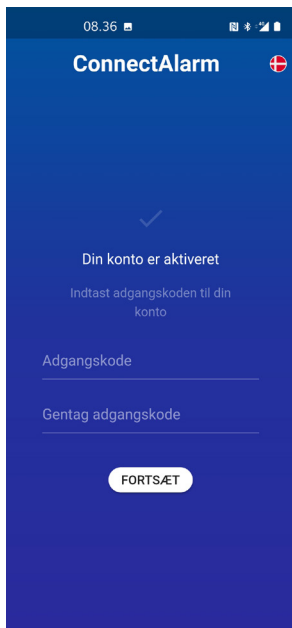 08.36
ConnectAlarm
Din konto er aktiveret
Indtast adgangskoden til din
konto
Adgangskode
Gentag adgangskode
FORTSÆT